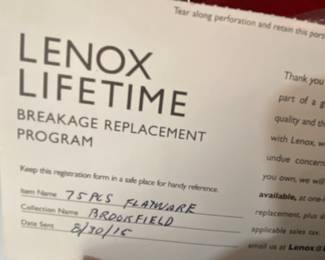 Tear along perforation and retain this por
LENOX
LIFETIME
BREAKAGE REPLACEMENT
PROGRAM
Keep this registration form in a safe place for handy reference.
Item Name 75 PCS FLATWARE
Collection Name BROOKFIELD
Date Sent 8/30/15
Thank you
part of a g
quality and th
with Lenox, w
undue concern
you own, we will
available, at one-h
replacement, plus s
applicable sales tax.
email us at Lenox@